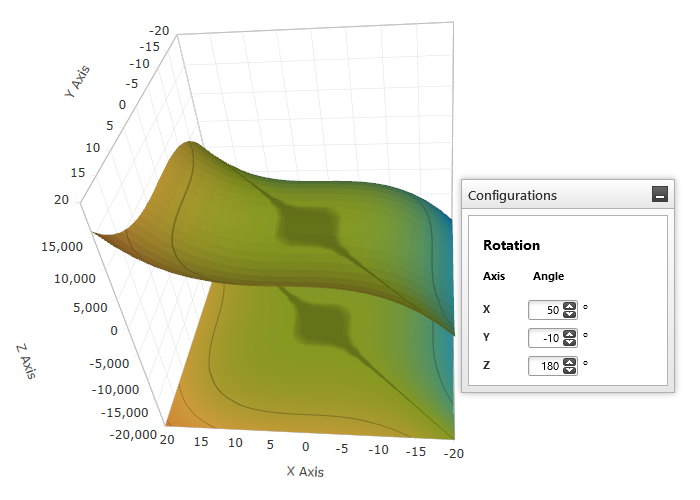 -20
-15
-10
-5
0
5
10
15
20
Y Axis
15,000
10,000
5,000
0
-5,000
-10,000
-15,000
-20,000
Z Axis
20 15 10 5 0 -5 -10 -15 -20
X Axis
Configurations
Rotation
Axis Angle
X 50 °
Y -10 °
Z 180 °